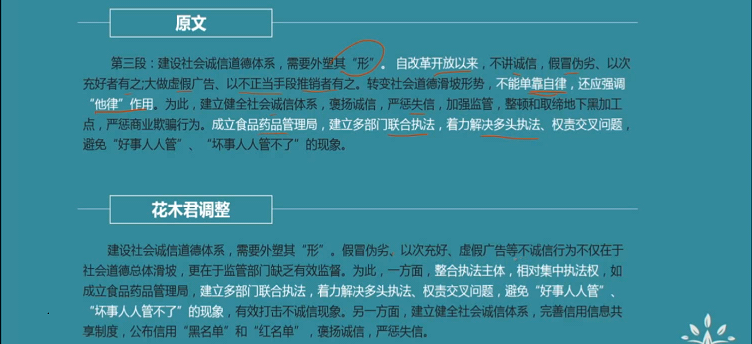 原文
第三段：建设社会诚信道德体系，需要外塑其“形”。自改革开放以来，不讲诚信，假冒伪劣、以次
充好者有之;大做虚假广告、以不正当手段推销者有之。转变社会道德滑坡形势，不能单靠自律，还应强调
“他律”作用。为此，建立健全社会诚信体系，褒扬诚信，严惩失信，加强监管，整顿和取缔地下黑加工
点，严惩商业欺骗行为。成立食品药品管理局，建立多部门联合执法，着力解决多头执法、权责交叉问题，
避免“好事人人管”、“坏事人人管不了”的现象。
花木君调整
建设社会诚信道德体系，需要外塑其“形”。假冒伪劣、以次充好、虚假广告等不诚信行为不仅在于
社会道德总体滑坡，更在于监管部门缺乏有效监督。为此，一方面，整合执法主体，相对集中执法权，如
成立食品药品管理局，建立多部门联合执法，着力解决多头执法、权责交叉问题，避免“好事人人管”、
“坏事人人管不了”的现象，有效打击不诚信现象。另一方面，建立健全社会诚信体系，完善信用信息共
享制度，公布信用“黑名单”和“红名单”，褒扬诚信，严惩失信。